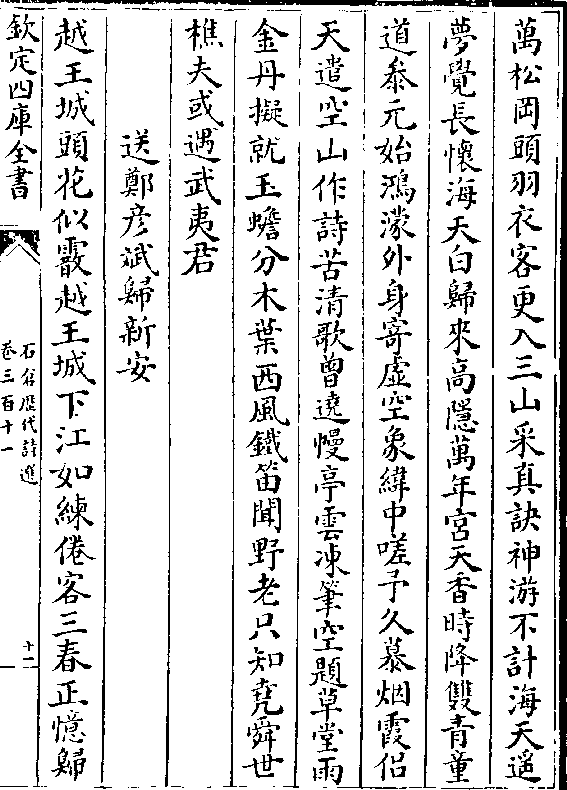 萬松岡頭羽衣客更入三山采真訣神游不計海天遥
夢覺長懐海天白歸來髙隱萬年宫天香時降雙青童
道叅元始鴻濛外身寄虚空象緯中嗟予久慕烟霞侣
天遣空山作詩苦清歌曽遶幔亭雲凍筆空題草堂雨
金丹擬就玉蟾分木葉西風鐵笛聞野老只知堯舜世
樵夫或遇武夷君
送鄭彦斌歸新安
越王城頭花似霰越王城下江如練倦客三春正憶歸
欽定四庫全書
石倉歴代詩選
卷三百十一
十二